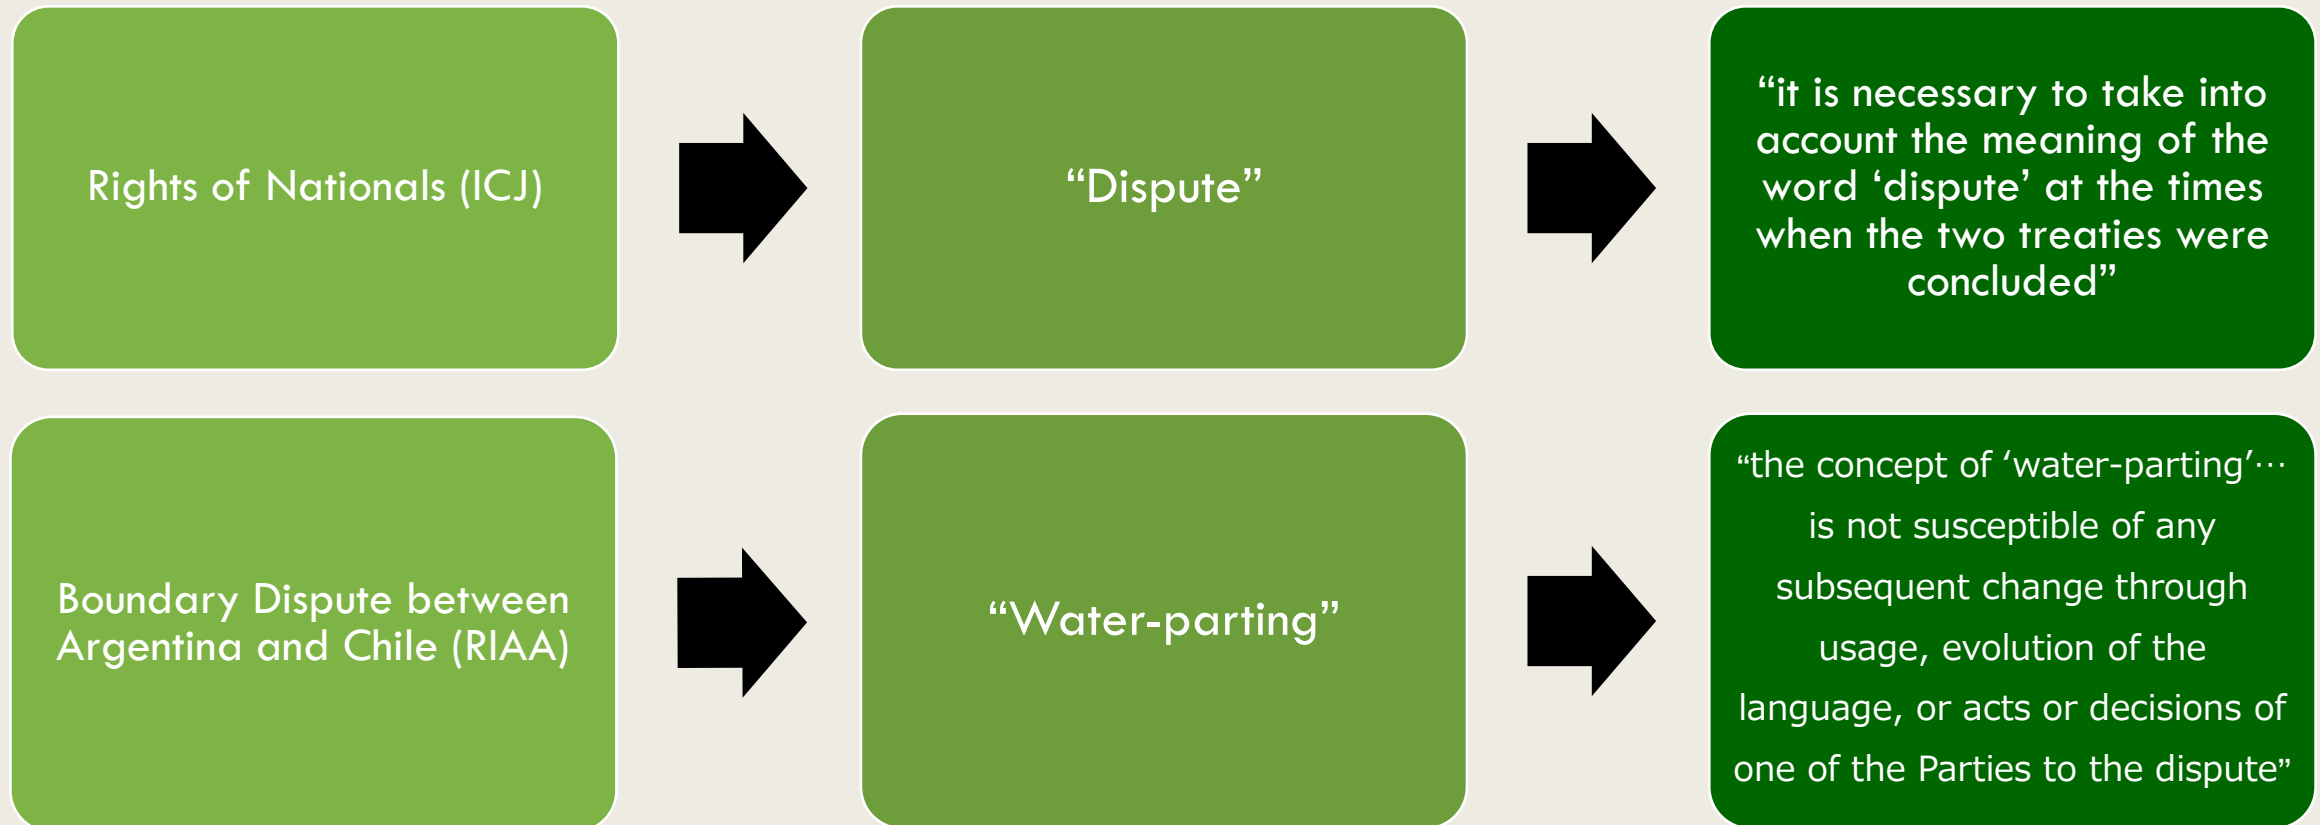 Rights of Nationals (ICJ)
“Dispute”
“it is necessary to take into
account the meaning of the
word ‘dispute’ at the times
when the two treaties were
concluded”
Boundary Dispute between
Argentina and Chile (RIAA)
“Water-parting”
“the concept of ‘water-parting’…
is not susceptible of any
subsequent change through
usage, evolution of the
language, or acts or decisions of
one of the Parties to the dispute”